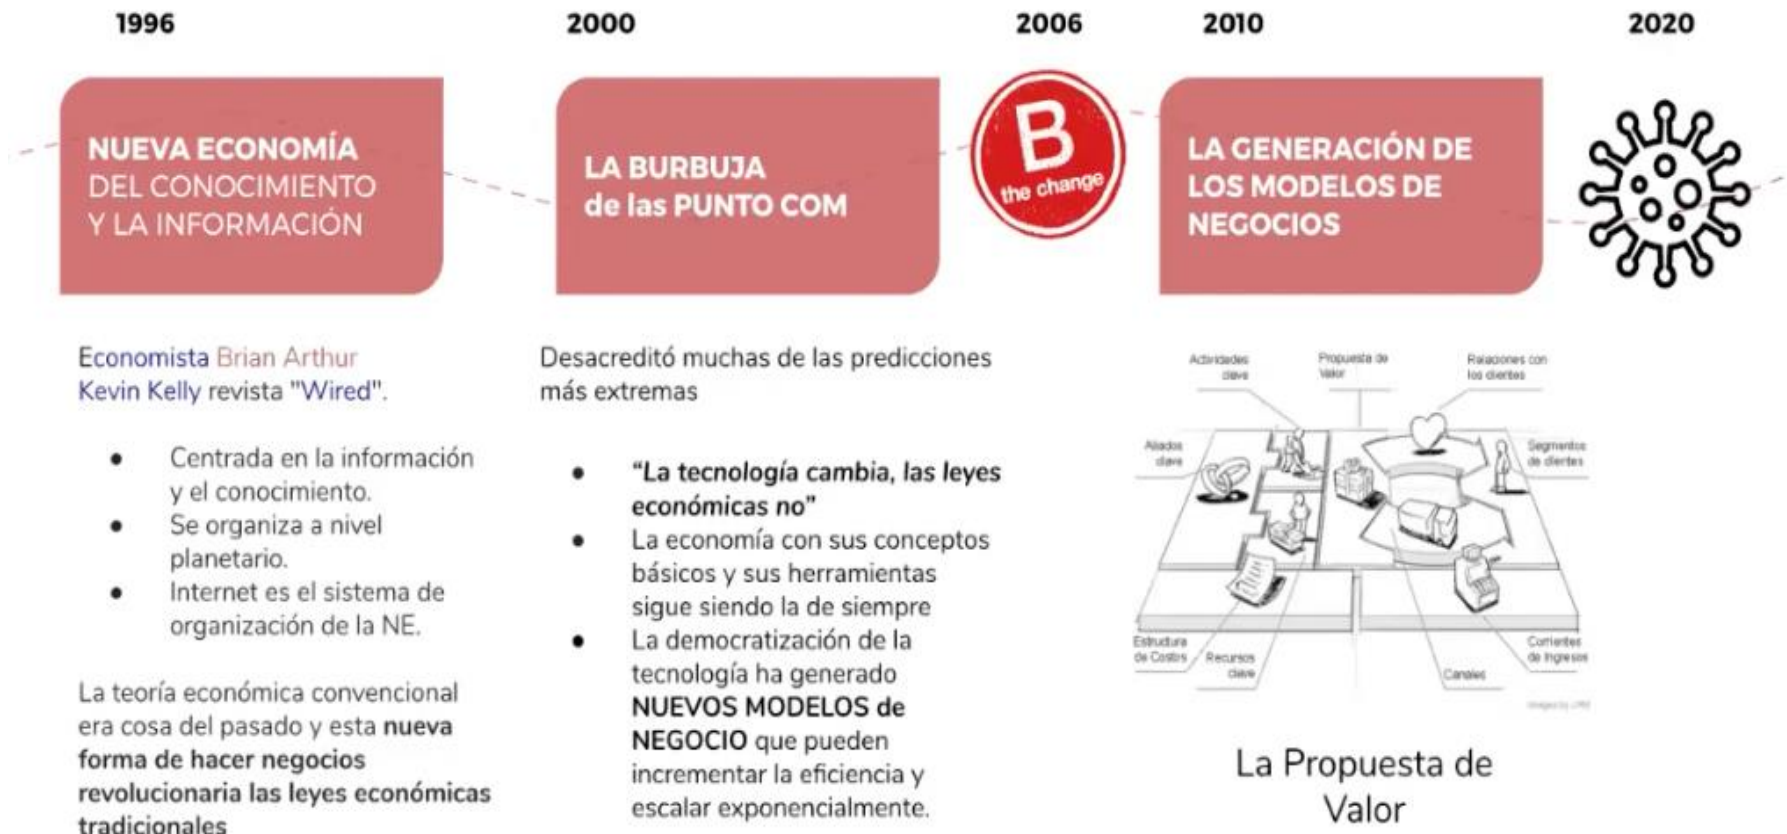 1996
2000
2006
2010
2020
NUEVA ECONOMÍA
DEL CONOCIMIENTO
Y LA INFORMACIÓN
LA BURBUJA
de las PUNTO COM
B
the change
LA GENERACIÓN DE
LOS MODELOS DE
NEGOCIOS
Economista Brian Arthur
Kevin Kelly revista "Wired".
● Centrada en la información
y el conocimiento.
● Se organiza a nivel
planetario.
● Internet es el sistema de
organización de la NE.
La teoría económica convencional
era cosa del pasado y esta nueva
forma de hacer negocios
revolucionaria las leyes económicas
tradicionales
Desacreditó muchas de las predicciones
más extremas
● “La tecnología cambia, las leyes
económicas no”
● La economía con sus conceptos
básicos y sus herramientas
sigue siendo la de siempre
● La democratización de la
tecnología ha generado
NUEVOS MODELOS de
NEGOCIO que pueden
incrementar la eficiencia y
escalar exponencialmente.
Actividades
clave
Propuesta de
Valor
Relaciones con
los clientes
Aliados
clave
Segmentos
de clientes
Estructura
de Costos
Recursos
clave
Canales
Corrientes
de Ingresos
La Propuesta de
Valor